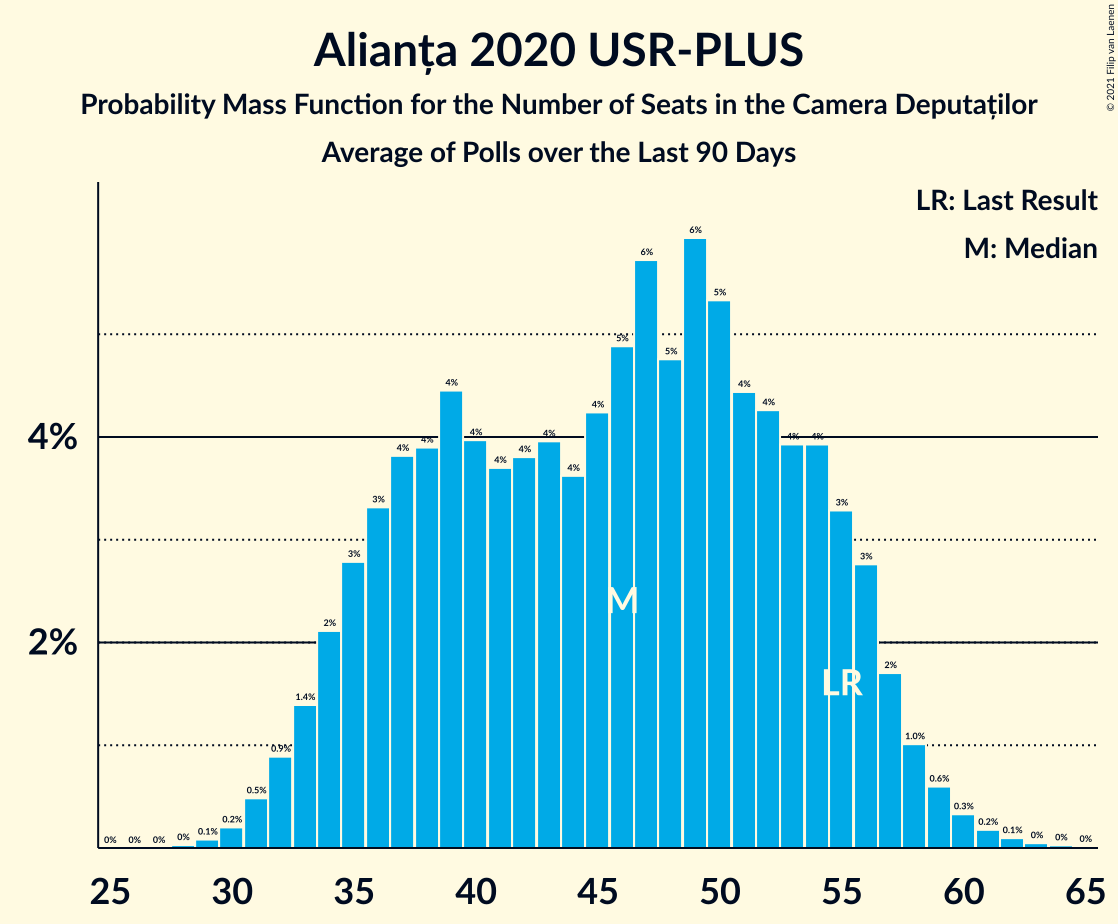 Alianța 2020 USR-PLUS
Probability Mass Function for the Number of Seats in the Camera Deputaților
Average of Polls over the Last 90 Days
© 2021 Filip van Laenen
LR: Last Result
M: Median
4%
2%
0% 0% 0% 0% 0.1% 0.2% 0.5% 0.9% 1.4% 2% 3% 3% 4% 4% 4% 4% 4% 4% 4% 4% 4% 5% 6% 5% 6% 5% 4% 4% 4% 4% 3% 3% 2% 1.0% 0.6% 0.3% 0.2% 0.1% 0% 0% 0%
M
LR
25 30 35 40 45 50 55 60 65